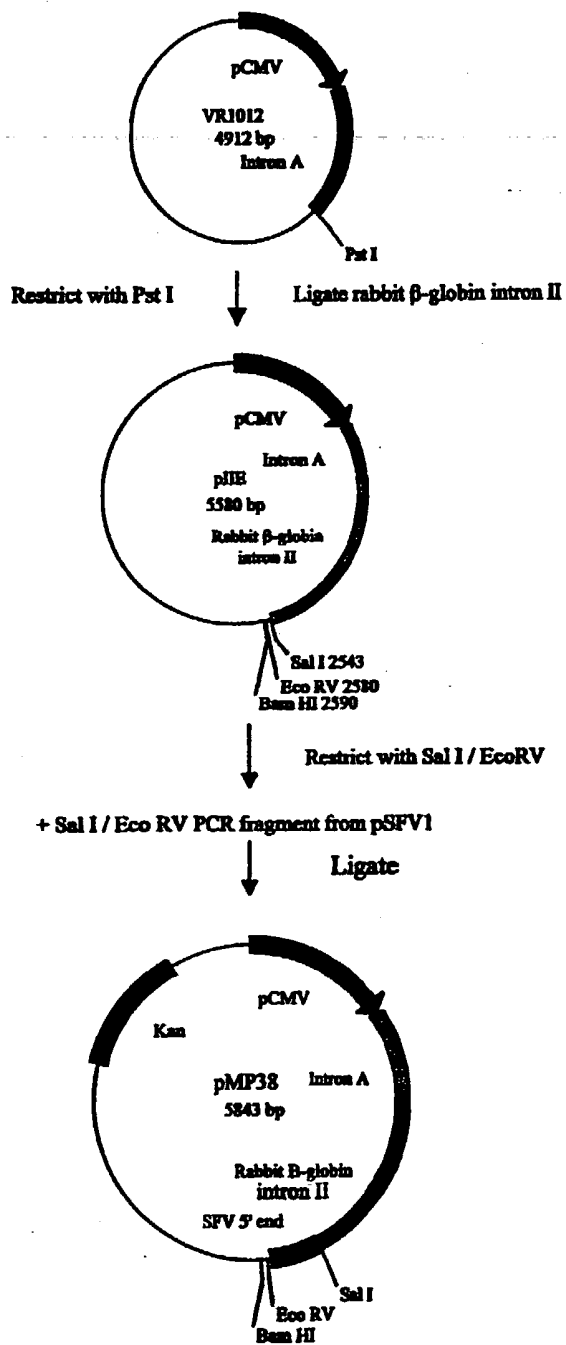 pCMV
VR1012
4912 bp
Intron A
Pst I
Restrict with Pst I
Ligate rabbit β-globin intron II
pCMV
Intron A
pIIE
5580 bp
Rabbit β-globin
intron II
Sal I 2543
Eco RV 2580
Bam HI 2590
Restrict with Sal I / EcoRV
+ Sal I / Eco RV PCR fragment from pSFV1
Ligate
pCMV
Kan
pMP38
Intron A
5843 bp
Rabbit B-globin
intron II
SFV 5' end
Sal I
Eco RV
Bam HI